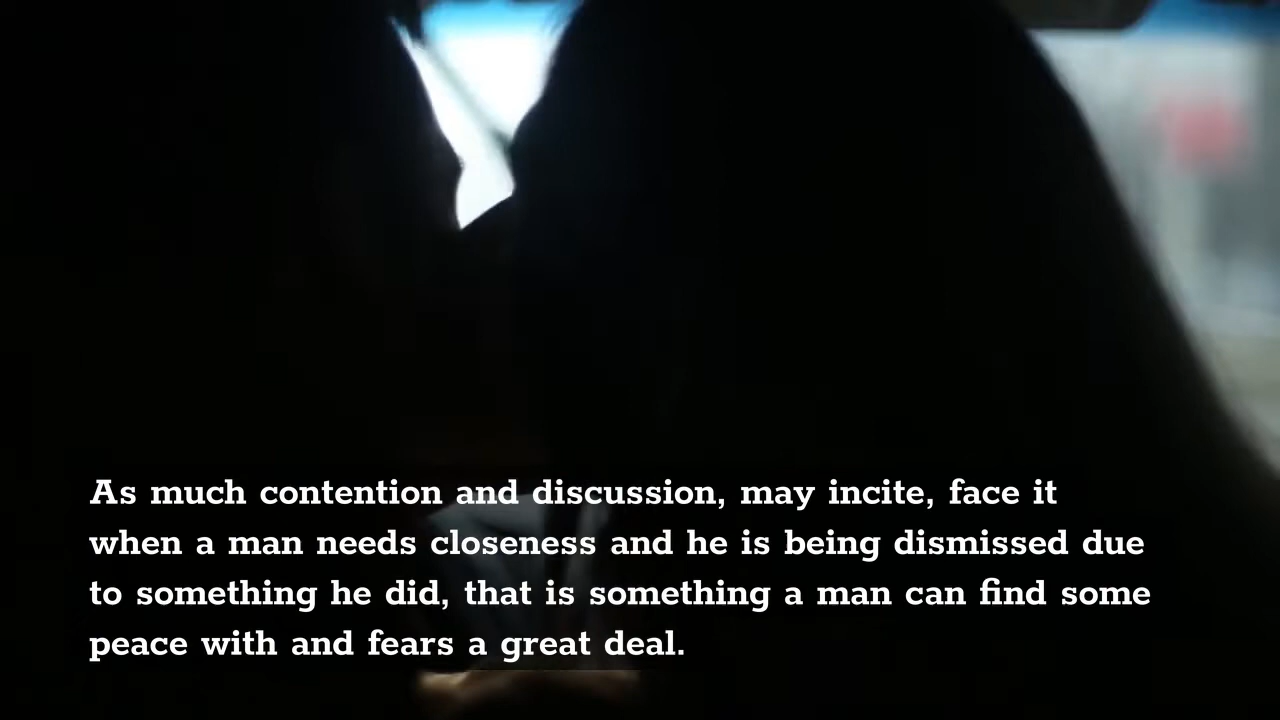 As much contention and discussion, may incite, face it
when a man needs closeness and he is being dismissed due
to something he did, that is something a man can find some
peace with and fears a great deal.